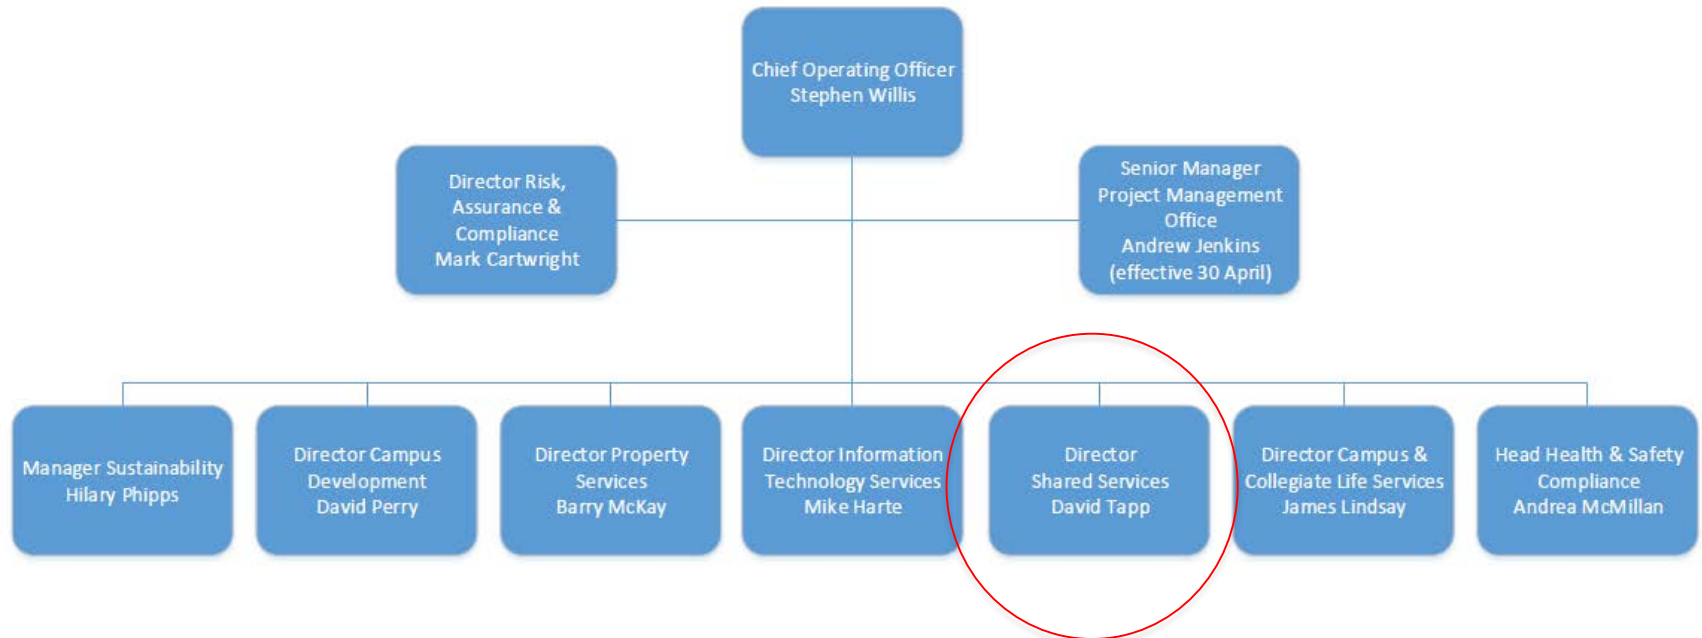 Chief Operating Officer
Stephen Willis
Director Risk,
Assurance &
Compliance
Mark Cartwright
Senior Manager
Project Management
Office
Andrew Jenkins
(effective 30 April)
Manager Sustainability
Hilary Phipps
Director Campus
Development
David Perry
Director Property
Services
Barry McKay
Director Information
Technology Services
Mike Harte
Director
Shared Services
David Tapp
Director Campus &
Collegiate Life Services
James Lindsay
Head Health & Safety
Compliance
Andrea McMillan